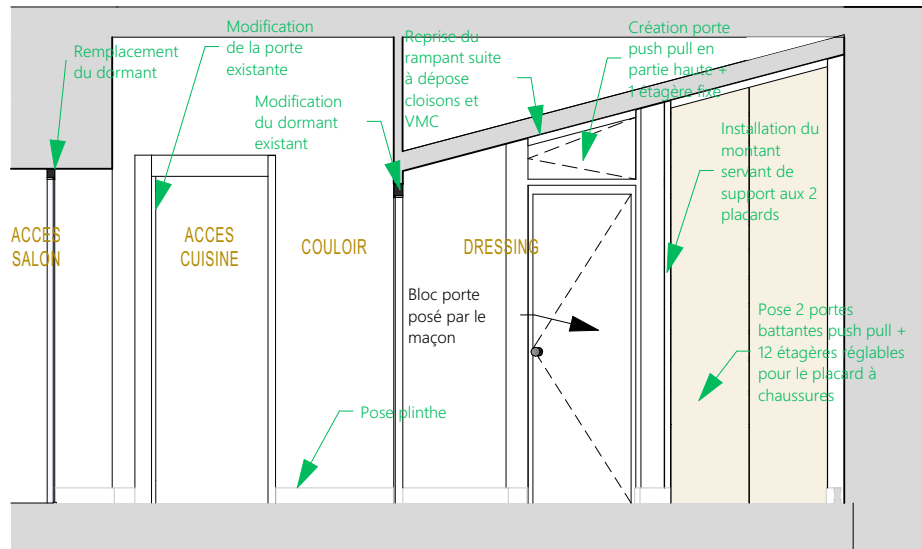 Remplacement
du dormant
Modification
de la porte
existante
Modification
du dormant
existant
Reprise du
rampant suite
à dépose
cloisons et
VMC
Création porte
push pull en
partie haute +
1 étagère fixe
Installation du
montant
servant de
support aux 2
placards
ACCES
SALON
ACCES
CUISINE
COULOIR
DRESSING
Bloc porte
posé par le
maçon
Pose 2 portes
battantes push pull +
12 étagères réglables
pour le placard à
chaussures
Pose plinthe